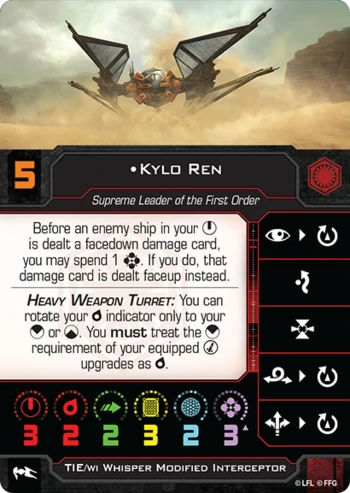 5
•Kylo Ren
Supreme Leader of the First Order
Before an enemy ship in your
is dealt a facedown damage card,
you may spend 1 . If you do, that
damage card is dealt faceup instead.
Heavy Weapon Turret: You can
rotate your indicator only to your
or . You must treat the
requirement of your equipped
upgrades as .
3 2 2 3 2 3
TIE/wi Whisper Modified Interceptor
©LFL ©FFG